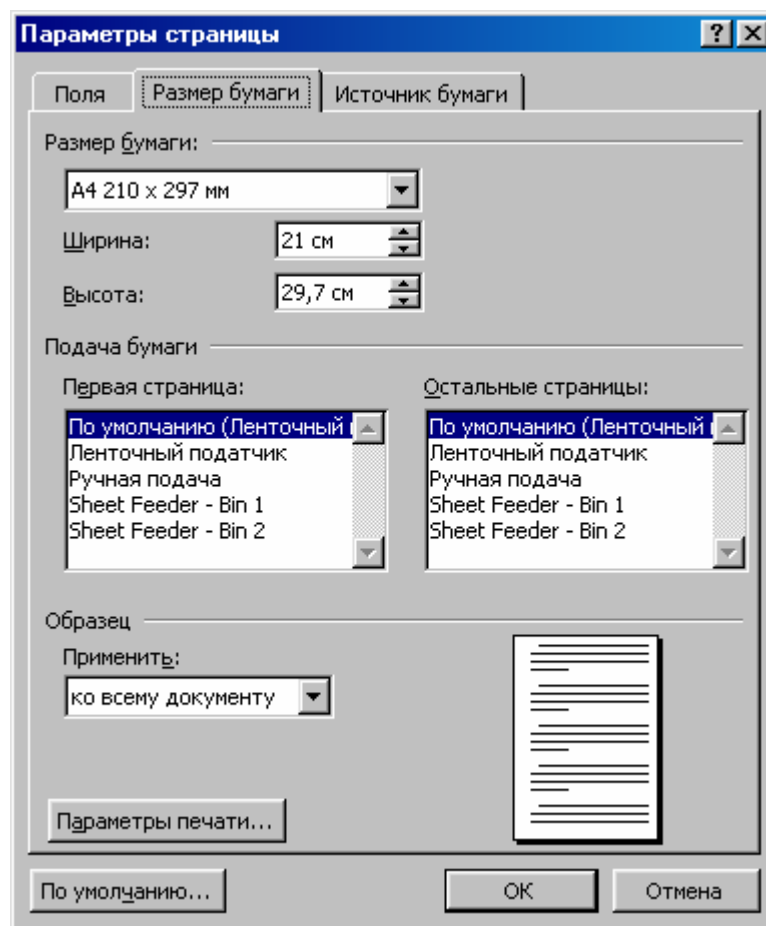 Параметры страницы
Поля Размер бумаги Источник бумаги
Размер бумаги:
A4 210 x 297 мм
Ширина: 21 см
Высота: 29,7 см
Подача бумаги
Первая страница: Остальные страницы:
По умолчанию (Ленточный По умолчанию (Ленточный
Ленточный податчик Ленточный податчик
Ручная подача Ручная подача
Sheet Feeder - Bin 1 Sheet Feeder - Bin 1
Sheet Feeder - Bin 2 Sheet Feeder - Bin 2
Образец
Применить:
ко всему документу
Параметры печати...
По умолчанию... ОК Отмена